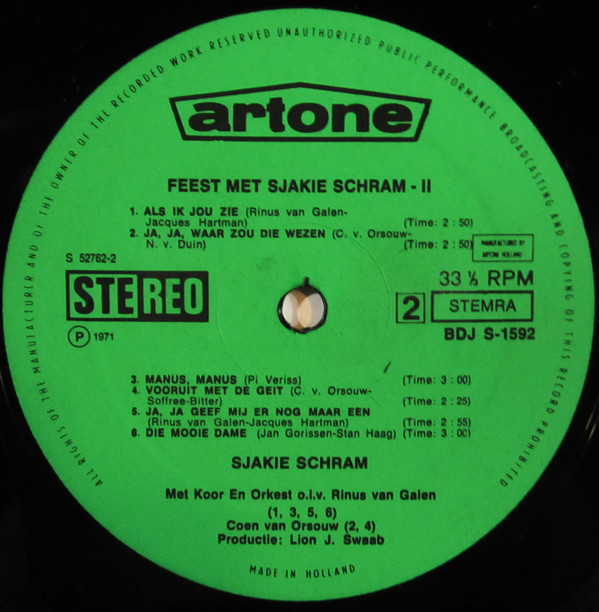 ALL RIGHTS OF THE MANUFACTURER AND OF THE OWNER OF THE RECORDED WORK RESERVED UNAUTHORIZED PUBLIC PERFORMANCE BROADCASTING AND COPYING OF THIS RECORD PROHIBITED
artone
FEEST MET SJAKIE SCHRAM - II
1. ALS IK JOU ZIE (Rinus van Galen-
Jacques Hartman) (Time: 2 : 50)
2. JA, JA, WAAR ZOU DIE WEZEN (C. v. Orsouw-
N. v. Duin) (Time: 2 : 50)
MANUFACTURED BY
ARTONE HOLLAND
S 52762-2
STEREO
33 ⅓ RPM
2 STEMRA
℗ 1971
BDJ S-1592
3. MANUS, MANUS (Pi Veriss) (Time: 3 : 00)
4. VOORUIT MET DE GEIT (C. v. Orsouw-
Soffree-Bitter) (Time: 2 : 25)
5. JA, JA GEEF MIJ ER NOG MAAR EEN
(Rinus van Galen-Jacques Hartman) (Time: 2 : 55)
6. DIE MOOIE DAME (Jan Gorissen-Stan Haag) (Time: 3 : 00)
SJAKIE SCHRAM
Met Koor En Orkest o.l.v. Rinus van Galen
(1, 3, 5, 6)
Coen van Orsouw (2, 4)
Productie: Lion J. Swaab
MADE IN HOLLAND